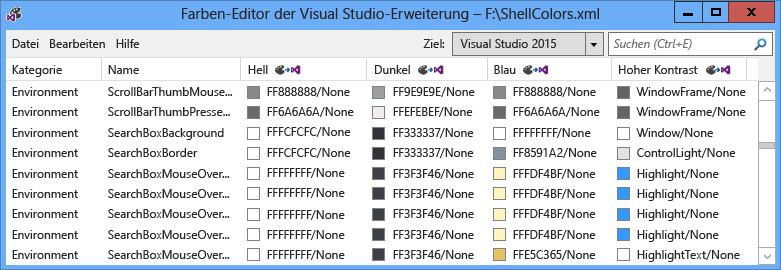 Farben-Editor der Visual Studio-Erweiterung – F:\ShellColors.xml
Datei Bearbeiten Hilfe Ziel: Visual Studio 2015 Suchen (Ctrl+E)
Kategorie Name Hell Dunkel Blau Hoher Kontrast
Environment ScrollBarThumbMouse... FF888888/None FF9E9E9E/None FF888888/None WindowFrame/None
Environment ScrollBarThumbPresse... FF6A6A6A/None FFEFEBEF/None FF6A6A6A/None WindowFrame/None
Environment SearchBoxBackground FFFCFCFC/None FF333337/None FFFFFFFF/None Window/None
Environment SearchBoxBorder FFFCFCFC/None FF333337/None FF8591A2/None ControlLight/None
Environment SearchBoxMouseOver... FFFFFFFF/None FF3F3F46/None FFFDF4BF/None Highlight/None
Environment SearchBoxMouseOver... FFFFFFFF/None FF3F3F46/None FFFDF4BF/None Highlight/None
Environment SearchBoxMouseOver... FFFFFFFF/None FF3F3F46/None FFFDF4BF/None Highlight/None
Environment SearchBoxMouseOver... FFFFFFFF/None FF3F3F46/None FFFDF4BF/None Highlight/None
Environment SearchBoxMouseOver... FFFFFFFF/None FF3F3F46/None FFE5C365/None HighlightText/None